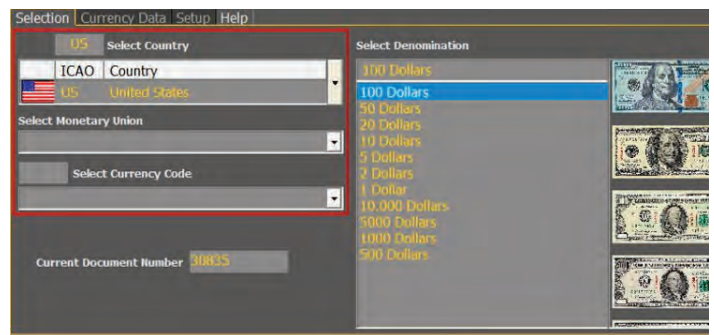 Selection Currency Data Setup Help
US Select Country
ICAO Country
US United States
Select Monetary Union
Select Currency Code
Current Document Number 30835
Select Denomination
100 Dollars
100 Dollars
50 Dollars
20 Dollars
10 Dollars
5 Dollars
2 Dollars
1 Dollar
10.000 Dollars
5000 Dollars
1000 Dollars
500 Dollars